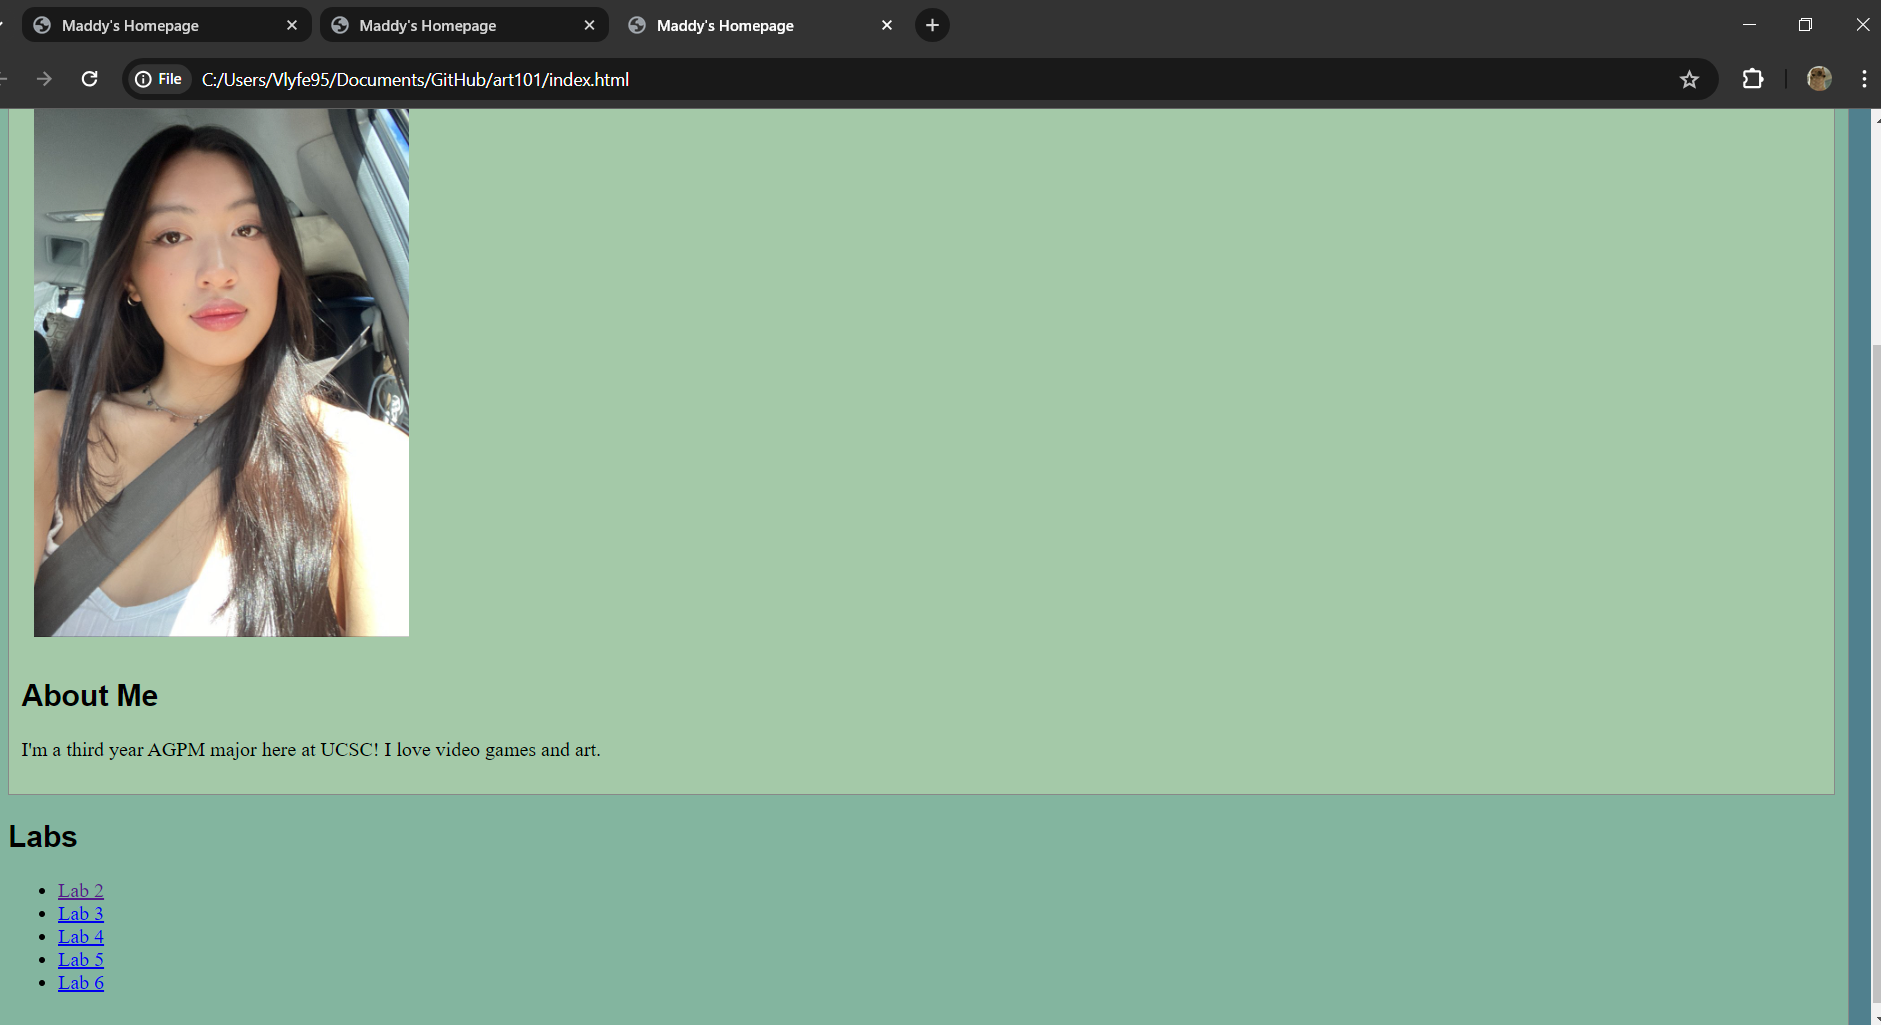 Maddy's Homepage
Maddy's Homepage
Maddy's Homepage
File
C:/Users/Vlyfe95/Documents/GitHub/art101/index.html
About Me
I'm a third year AGPM major here at UCSC! I love video games and art.
Labs
Lab 2
Lab 3
Lab 4
Lab 5
Lab 6